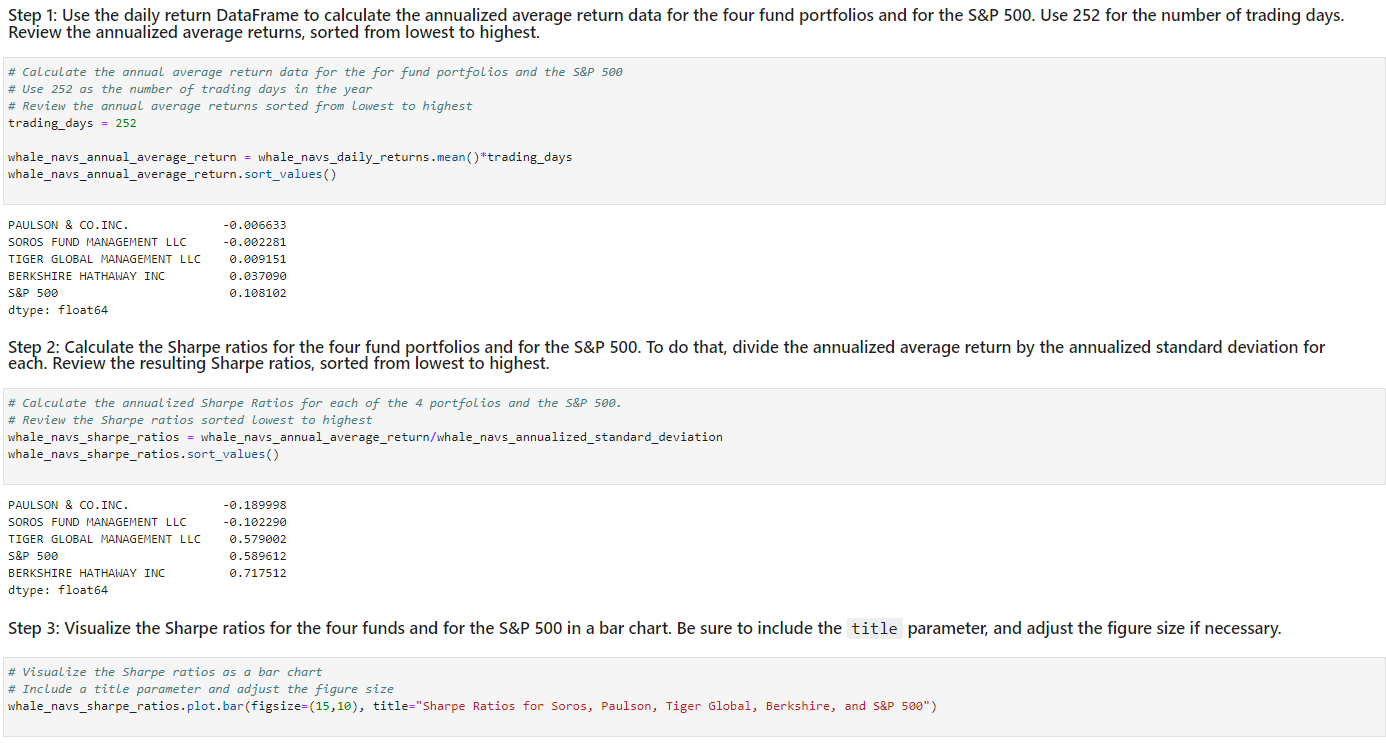 Step 1: Use the daily return DataFrame to calculate the annualized average return data for the four fund portfolios and for the S&P 500. Use 252 for the number of trading days.
Review the annualized average returns, sorted from lowest to highest.
# Calculate the annual average return data for the for fund portfolios and the S&P 500
# Use 252 as the number of trading days in the year
# Review the annual average returns sorted from lowest to highest
trading_days = 252
whale_navs_annual_average_return = whale_navs_daily_returns.mean()*trading_days
whale_navs_annual_average_return.sort_values()
PAULSON & CO.INC. -0.006633
SOROS FUND MANAGEMENT LLC -0.002281
TIGER GLOBAL MANAGEMENT LLC 0.009151
BERKSHIRE HATHAWAY INC 0.037090
S&P 500 0.108102
dtype: float64
Step 2: Calculate the Sharpe ratios for the four fund portfolios and for the S&P 500. To do that, divide the annualized average return by the annualized standard deviation for
each. Review the resulting Sharpe ratios, sorted from lowest to highest.
# Calculate the annualized Sharpe Ratios for each of the 4 portfolios and the S&P 500.
# Review the Sharpe ratios sorted lowest to highest
whale_navs_sharpe_ratios = whale_navs_annual_average_return/whale_navs_annualized_standard_deviation
whale_navs_sharpe_ratios.sort_values()
PAULSON & CO.INC. -0.189998
SOROS FUND MANAGEMENT LLC -0.102290
TIGER GLOBAL MANAGEMENT LLC 0.579002
S&P 500 0.589612
BERKSHIRE HATHAWAY INC 0.717512
dtype: float64
Step 3: Visualize the Sharpe ratios for the four funds and for the S&P 500 in a bar chart. Be sure to include the title parameter, and adjust the figure size if necessary.
# Visualize the Sharpe ratios as a bar chart
# Include a title parameter and adjust the figure size
whale_navs_sharpe_ratios.plot.bar(figsize=(15,10), title="Sharpe Ratios for Soros, Paulson, Tiger Global, Berkshire, and S&P 500")